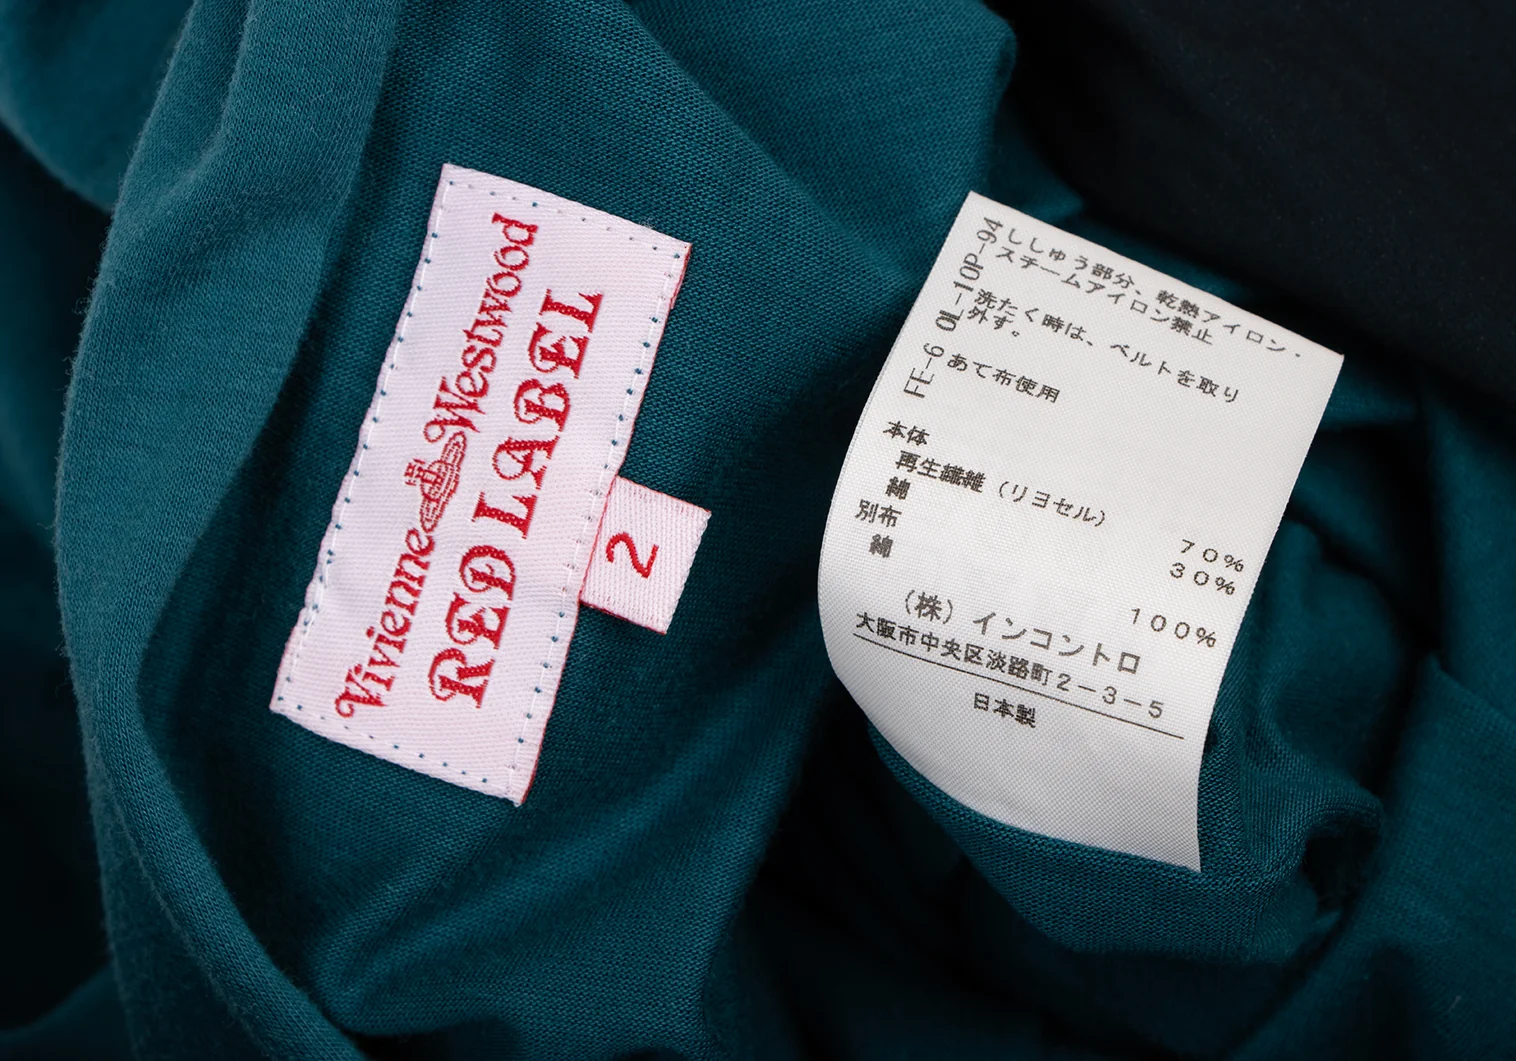 Vivienne Westwood
RED LABEL
2
OP-94 ししゅう部分、乾熱アイロン・
スチームアイロン禁止
OL-1 洗たく時は、ベルトを取り
外す。
FE-6 あて布使用
本体
再生繊維（リヨセル） 70%
綿 30%
別布
綿 100%
（株）インコントロ
大阪市中央区淡路町2-3-5
日本製